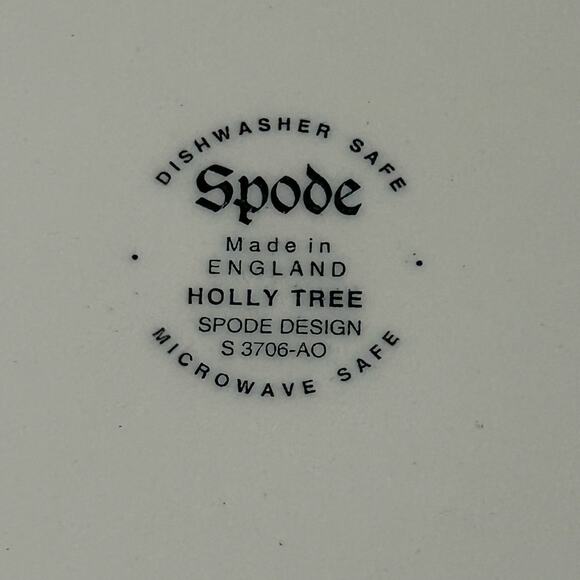 DISHWASHER SAFE
Spode
Made in
ENGLAND
HOLLY TREE
SPODE DESIGN
S 3706-AO
MICROWAVE SAFE